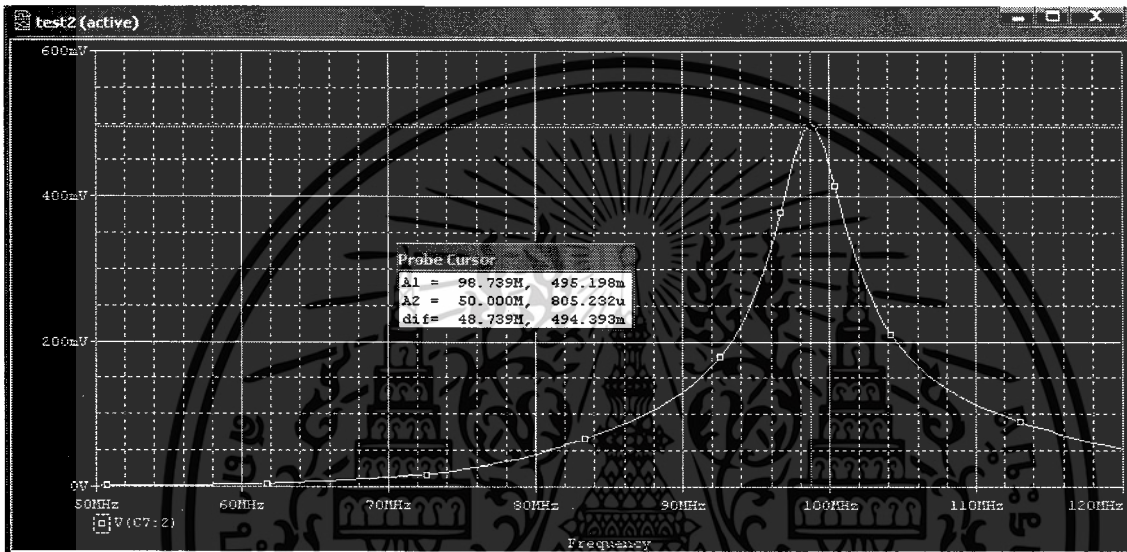 test2 (active)
600mV
400mV
200mV
0V
Probe Cursor
A1 = 98.739M, 495.198m
A2 = 50.000M, 805.232u
dif= 48.739M, 494.393m
50MHz 60MHz 70MHz 80MHz 90MHz 100MHz 110MHz 120MHz
V(C7:2)
Frequency